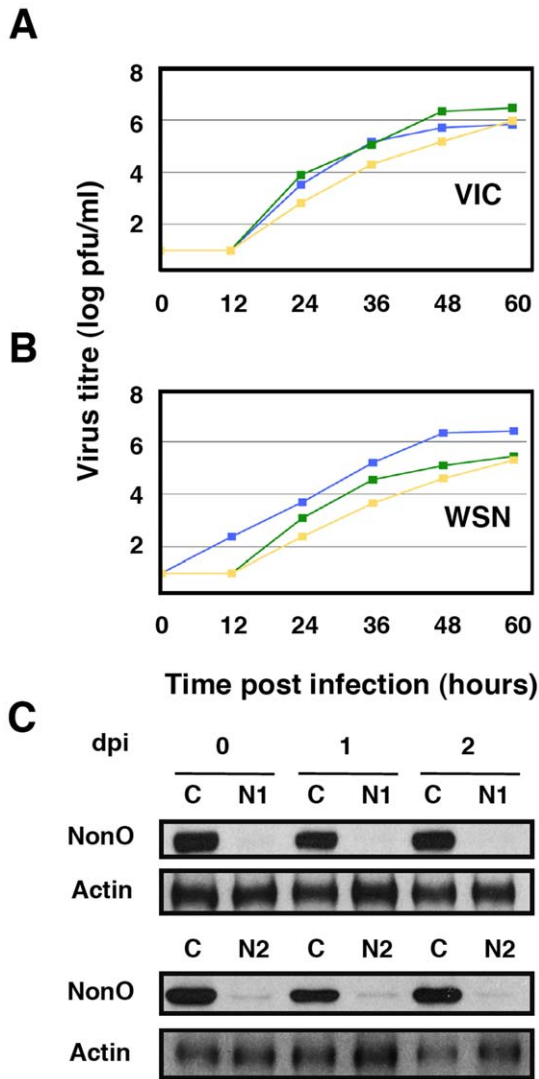 A
8
6
4
2
VIC
0 12 24 36 48 60
B
Virus titre (log pfu/ml)
8
6
4
2
WSN
0 12 24 36 48 60
Time post infection (hours)
C
dpi 0 1 2
C N1 C N1 C N1
NonO
Actin
C N2 C N2 C N2
NonO
Actin